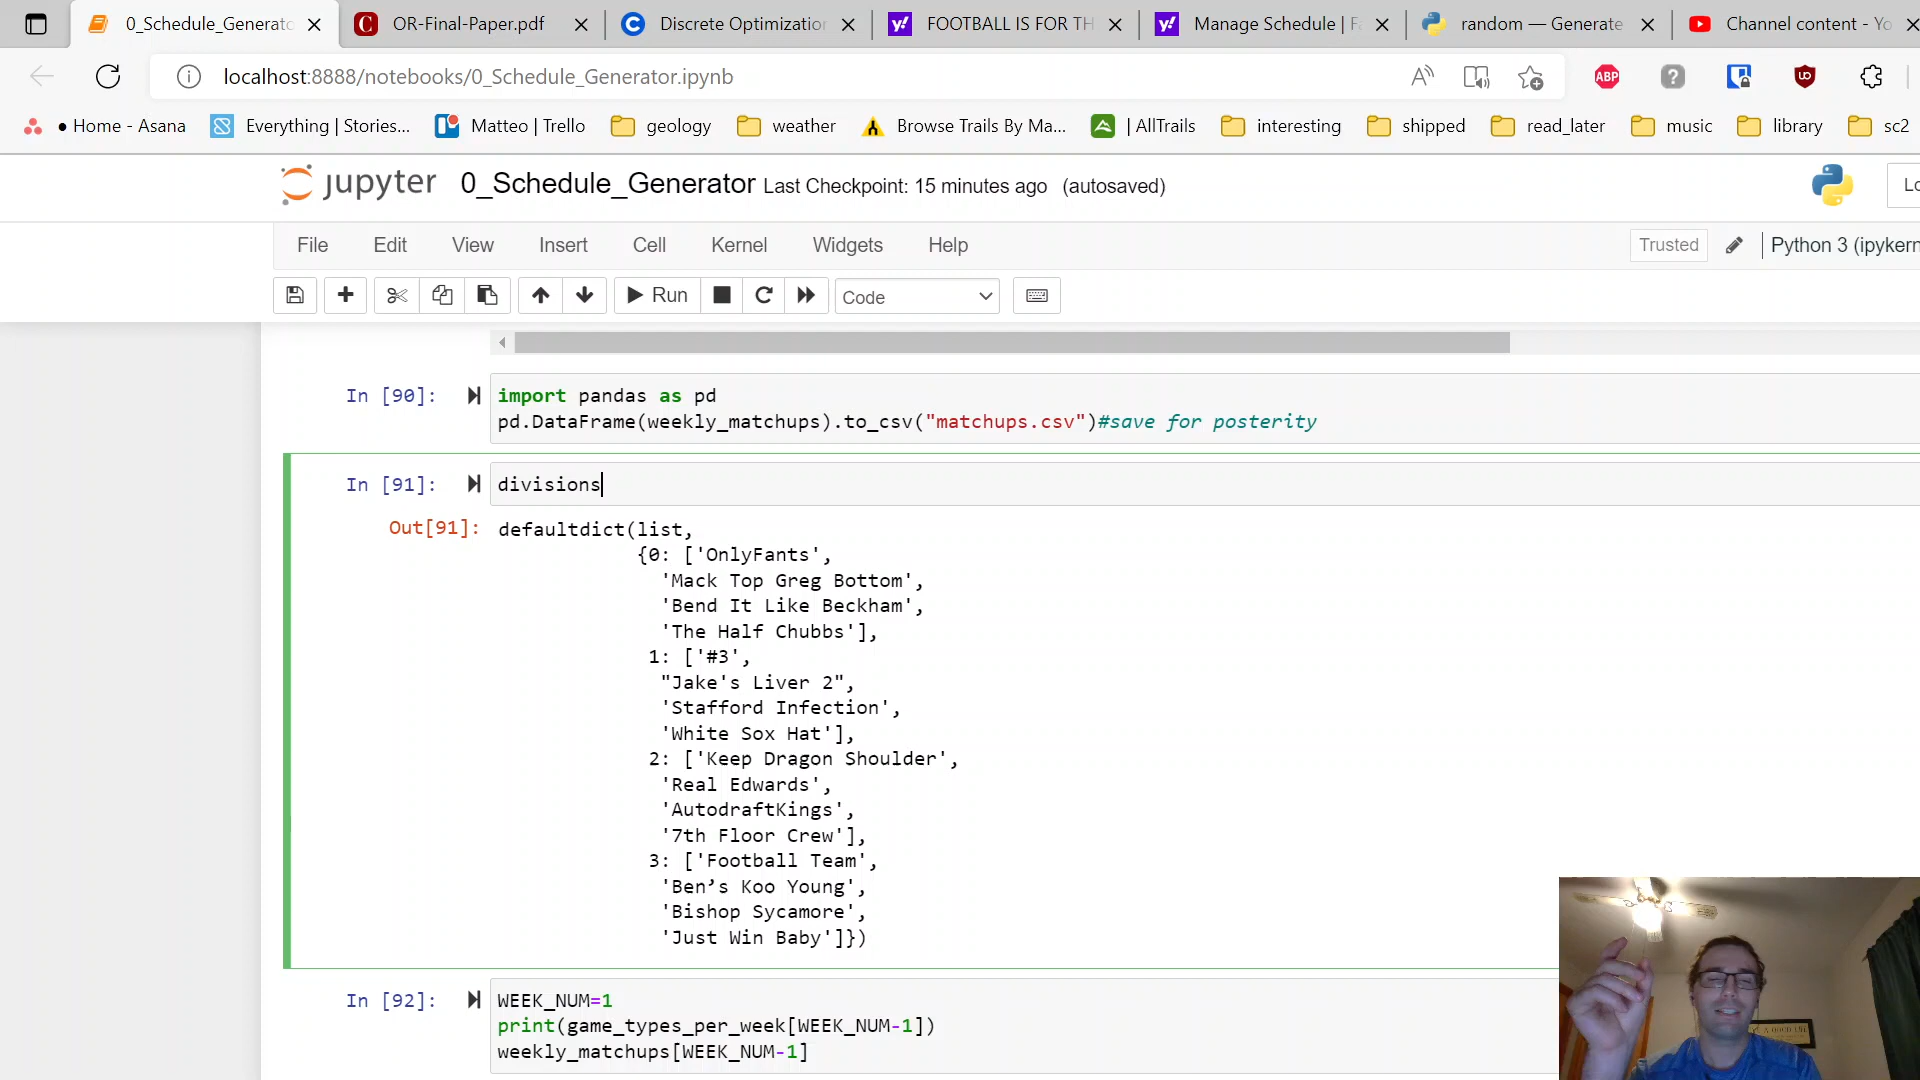 0_Schedule_Generato
OR-Final-Paper.pdf
Discrete Optimization
FOOTBALL IS FOR TH
Manage Schedule | Fa
random — Generate
Channel content - Yo
localhost:8888/notebooks/0_Schedule_Generator.ipynb
ABP
● Home - Asana
Everything | Stories...
Matteo | Trello
geology
weather
Browse Trails By Ma...
| AllTrails
interesting
shipped
read_later
music
library
sc2
jupyter 0_Schedule_Generator Last Checkpoint: 15 minutes ago (autosaved)
Lo
File Edit View Insert Cell Kernel Widgets Help
Trusted
Python 3 (ipykern
Run
Code
In [90]: import pandas as pd
pd.DataFrame(weekly_matchups).to_csv("matchups.csv")#save for posterity
In [91]: divisions
Out[91]: defaultdict(list,
{0: ['OnlyFants',
'Mack Top Greg Bottom',
'Bend It Like Beckham',
'The Half Chubbs'],
1: ['#3',
"Jake's Liver 2",
'Stafford Infection',
'White Sox Hat'],
2: ['Keep Dragon Shoulder',
'Real Edwards',
'AutodraftKings',
'7th Floor Crew'],
3: ['Football Team',
'Ben’s Koo Young',
'Bishop Sycamore',
'Just Win Baby']})
In [92]: WEEK_NUM=1
print(game_types_per_week[WEEK_NUM-1])
weekly_matchups[WEEK_NUM-1]